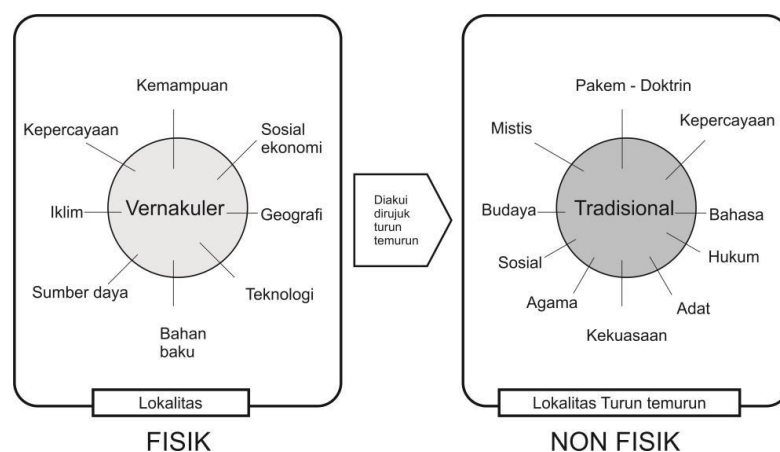 Kemampuan
Kepercayaan
Sosial
ekonomi
Iklim
Vernakuler
Geografi
Sumber daya
Teknologi
Bahan
baku
Lokalitas
FISIK
Diakui
dirujuk
turun
temurun
Pakem - Doktrin
Mistis
Kepercayaan
Budaya
Tradisional
Bahasa
Sosial
Hukum
Agama
Adat
Kekuasaan
Lokalitas Turun temurun
NON FISIK